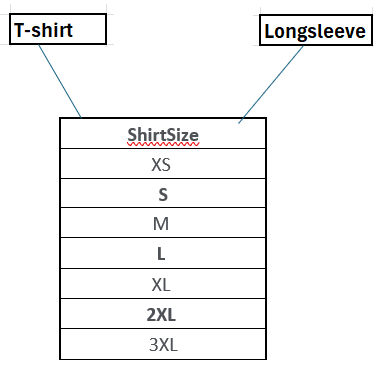 T-shirt
Longsleeve
ShirtSize
XS
S
M
L
XL
2XL
3XL